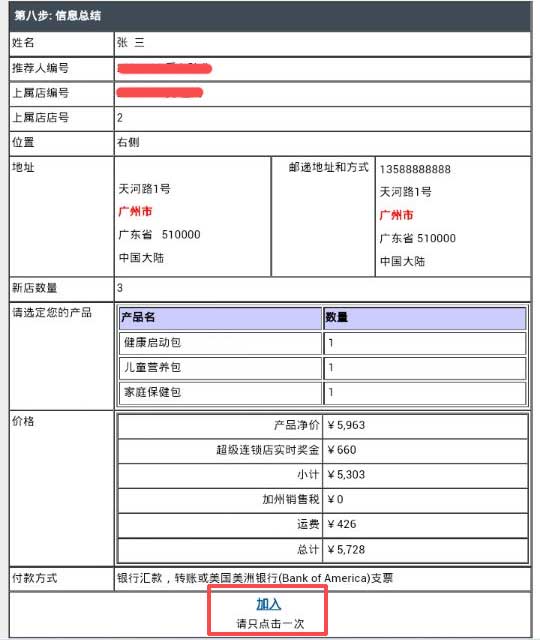 第八步: 信息总结
姓名 张 三
推荐人编号
上属店编号
上属店店号 2
位置 右侧
地址 邮递地址和方式 13588888888
天河路1号 天河路1号
广州市 广州市
广东省 510000 广东省 510000
中国大陆 中国大陆
新店数量 3
请选定您的产品 产品名 数量
健康启动包 1
儿童营养包 1
家庭保健包 1
价格 产品净价 ¥5,963
超级连锁店实时奖金 ¥660
小计 ¥5,303
加州销售税 ¥0
运费 ¥426
总计 ¥5,728
付款方式 银行汇款，转账或美国美洲银行(Bank of America)支票
加入
请只点击一次